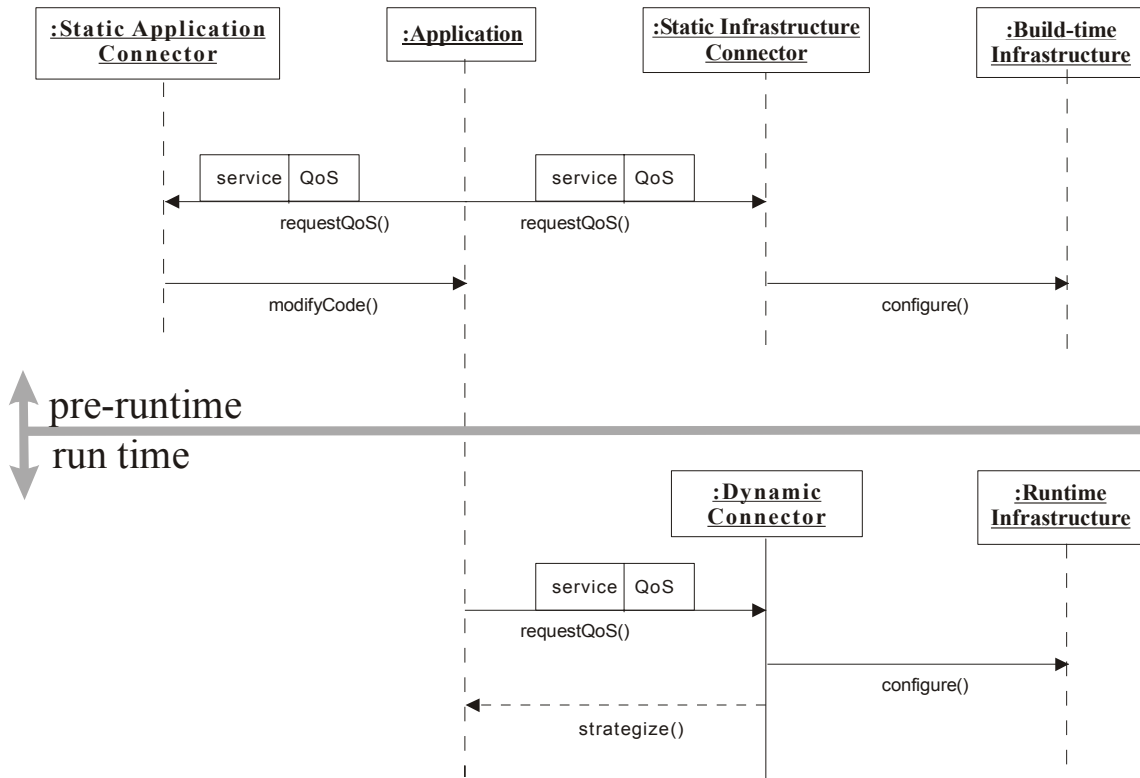 :Static Application
Connector
:Application
:Static Infrastructure
Connector
:Build-time
Infrastructure
service QoS
service QoS
requestQoS()
requestQoS()
modifyCode()
configure()
pre-runtime
run time
:Dynamic
Connector
:Runtime
Infrastructure
service QoS
requestQoS()
configure()
strategize()